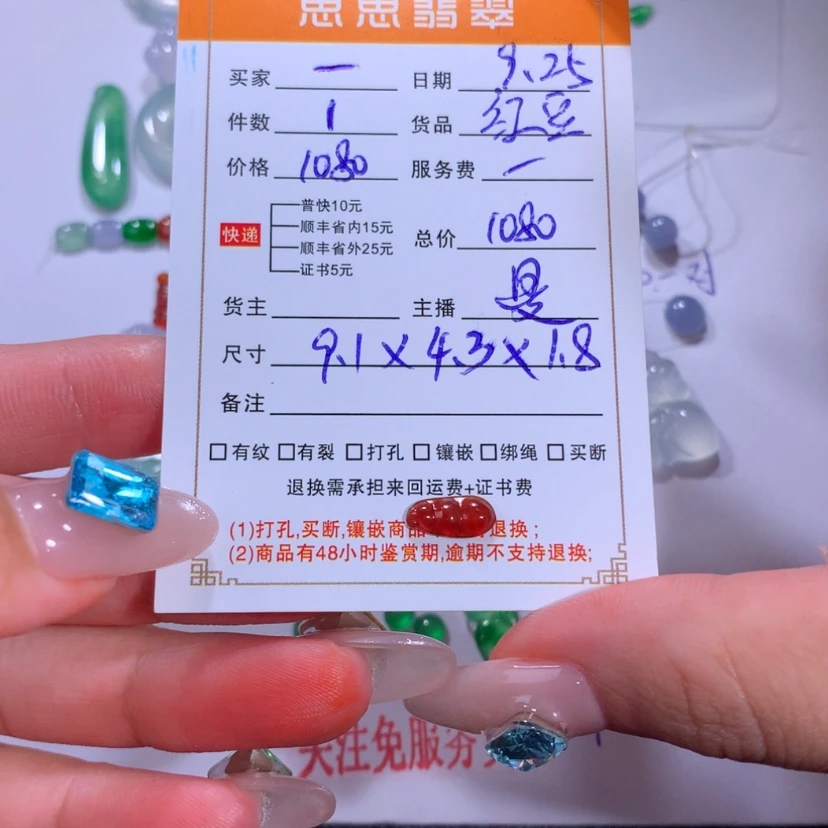 思思翡翠
买家 一 日期 9.25
件数 1 货品 红豆
价格 1080 服务费 一
快递
普快10元
顺丰省内15元
顺丰省外25元
证书5元
总价 1080
货主 主播
尺寸 9.1×4.3×1.8
备注
□有纹 □有裂 □打孔 □镶嵌 □绑绳 □买断
退换需承担来回运费+证书费
(1)打孔,买断,镶嵌商品 退换;
(2)商品有48小时鉴赏期,逾期不支持退换;
关注免服务